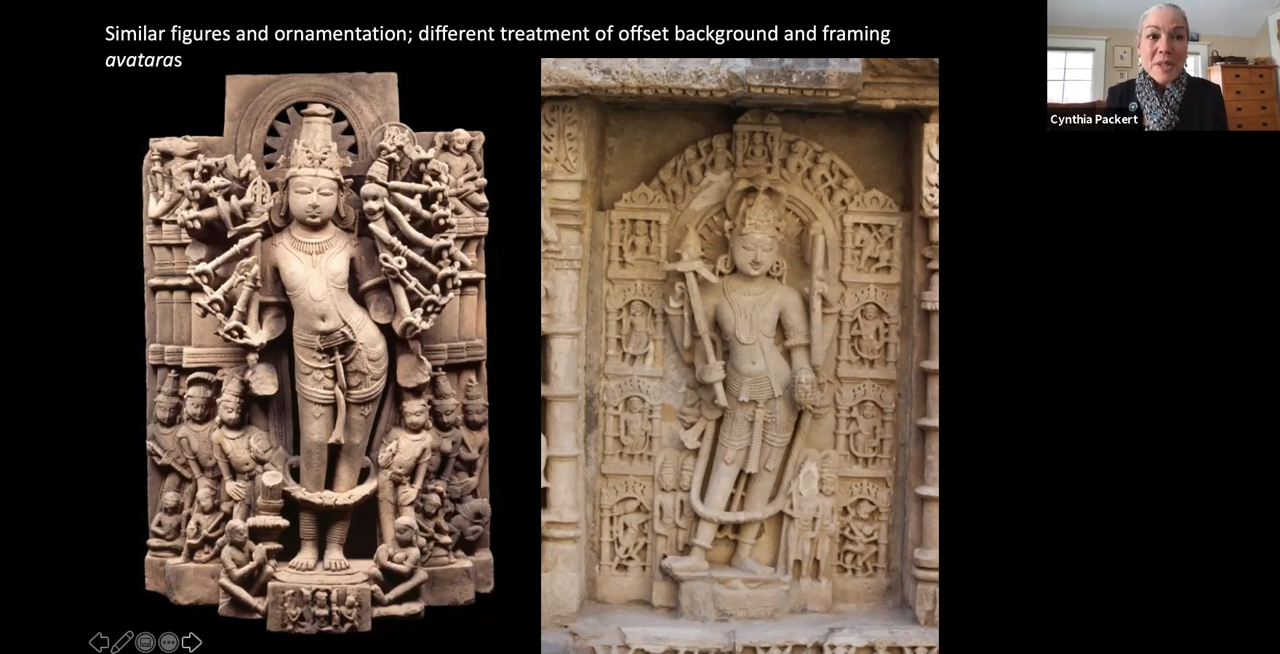 Similar figures and ornamentation; different treatment of offset background and framing
avataras
Cynthia Packert